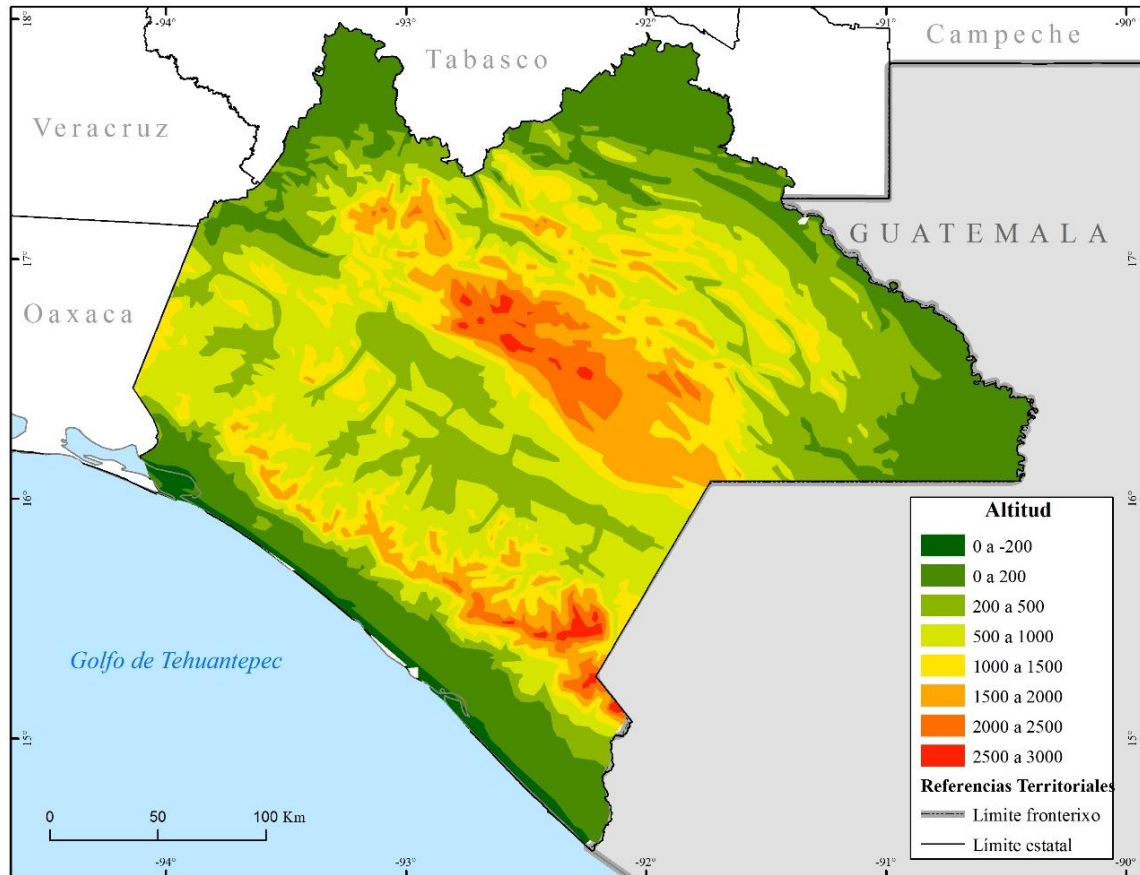 -94°
-93°
-92°
-91°
-90°
18°
Campeche
Tabasco
Veracruz
GUATEMALA
17°
17°
Oaxaca
16°
16°
Altitud
0 a -200
0 a 200
200 a 500
500 a 1000
1000 a 1500
1500 a 2000
2000 a 2500
2500 a 3000
Referencias Territoriales
Límite fronterixo
Límite estatal
Golfo de Tehuantepec
15°
15°
0 50 100 Km
-94°
-93°
-92°
-91°
-90°